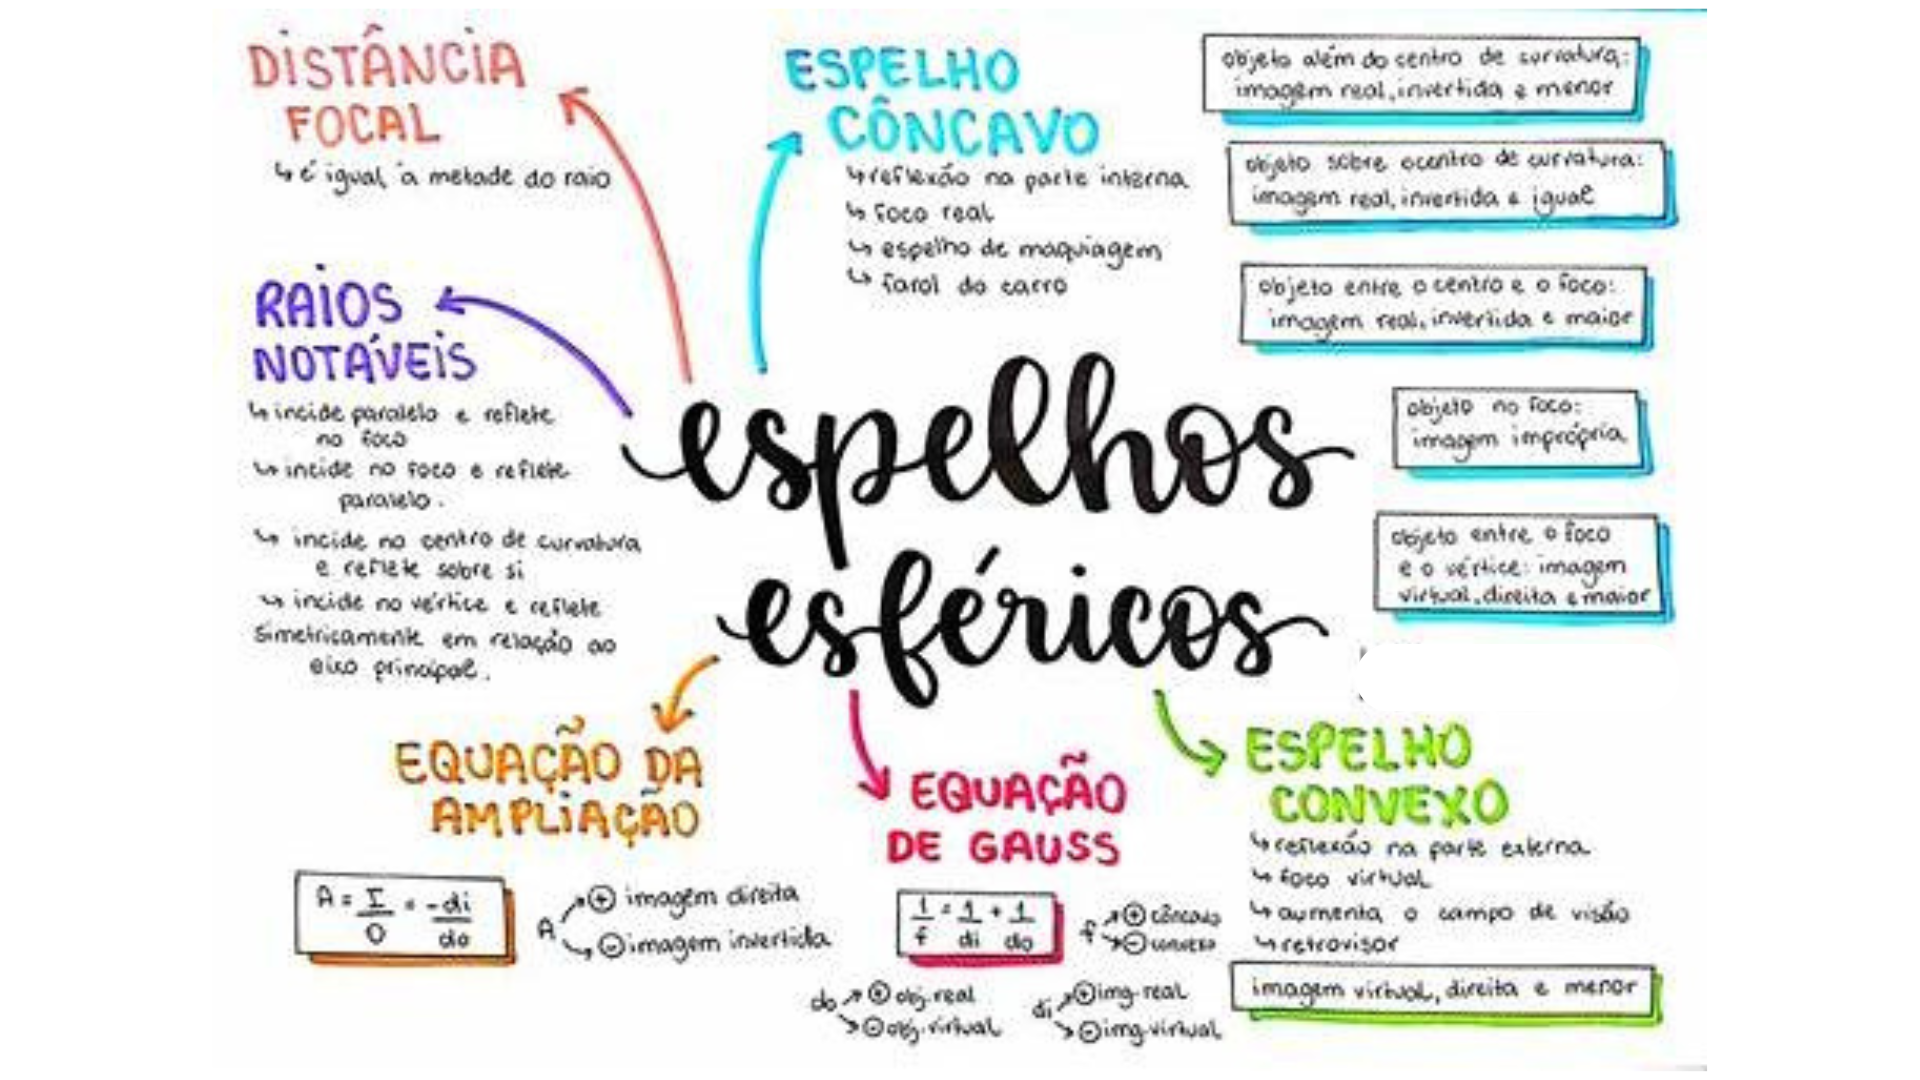 DISTÂNCIA
FOCAL
↳ é igual à metade do raio
RAIOS
NOTÁVEIS
↳ incide paralelo e reflete
no foco
↳ incide no foco e reflete
paralelo.
↳ incide no centro de curvatura
e reflete sobre si
↳ incide no vértice e reflete
simetricamente em relação ao
eixo principal.
ESPELHO
CÔNCAVO
↳ reflexão na parte interna
↳ foco real
↳ espelho de maquiagem
↳ farol do carro
objeto além do centro de curvatura:
imagem real, invertida e menor
objeto sobre o centro de curvatura:
imagem real, invertida e igual
objeto entre o centro e o foco:
imagem real, invertida e maior
objeto no foco:
imagem imprópria
objeto entre o foco
e o vértice: imagem
virtual, direita e maior
espelhos
esféricos
EQUAÇÃO DA
AMPLIAÇÃO
A = I/O = -di/do
A
⊕ imagem direita
⊖ imagem invertida
EQUAÇÃO
DE GAUSS
1/f = 1/di + 1/do
f
⊕ côncavo
⊖ convexo
do
⊕ obj. real
⊖ obj. virtual
di
⊕ img. real
⊖ img. virtual
ESPELHO
CONVEXO
↳ reflexão na parte externa
↳ foco virtual
↳ aumenta o campo de visão
↳ retrovisor
imagem virtual, direita e menor